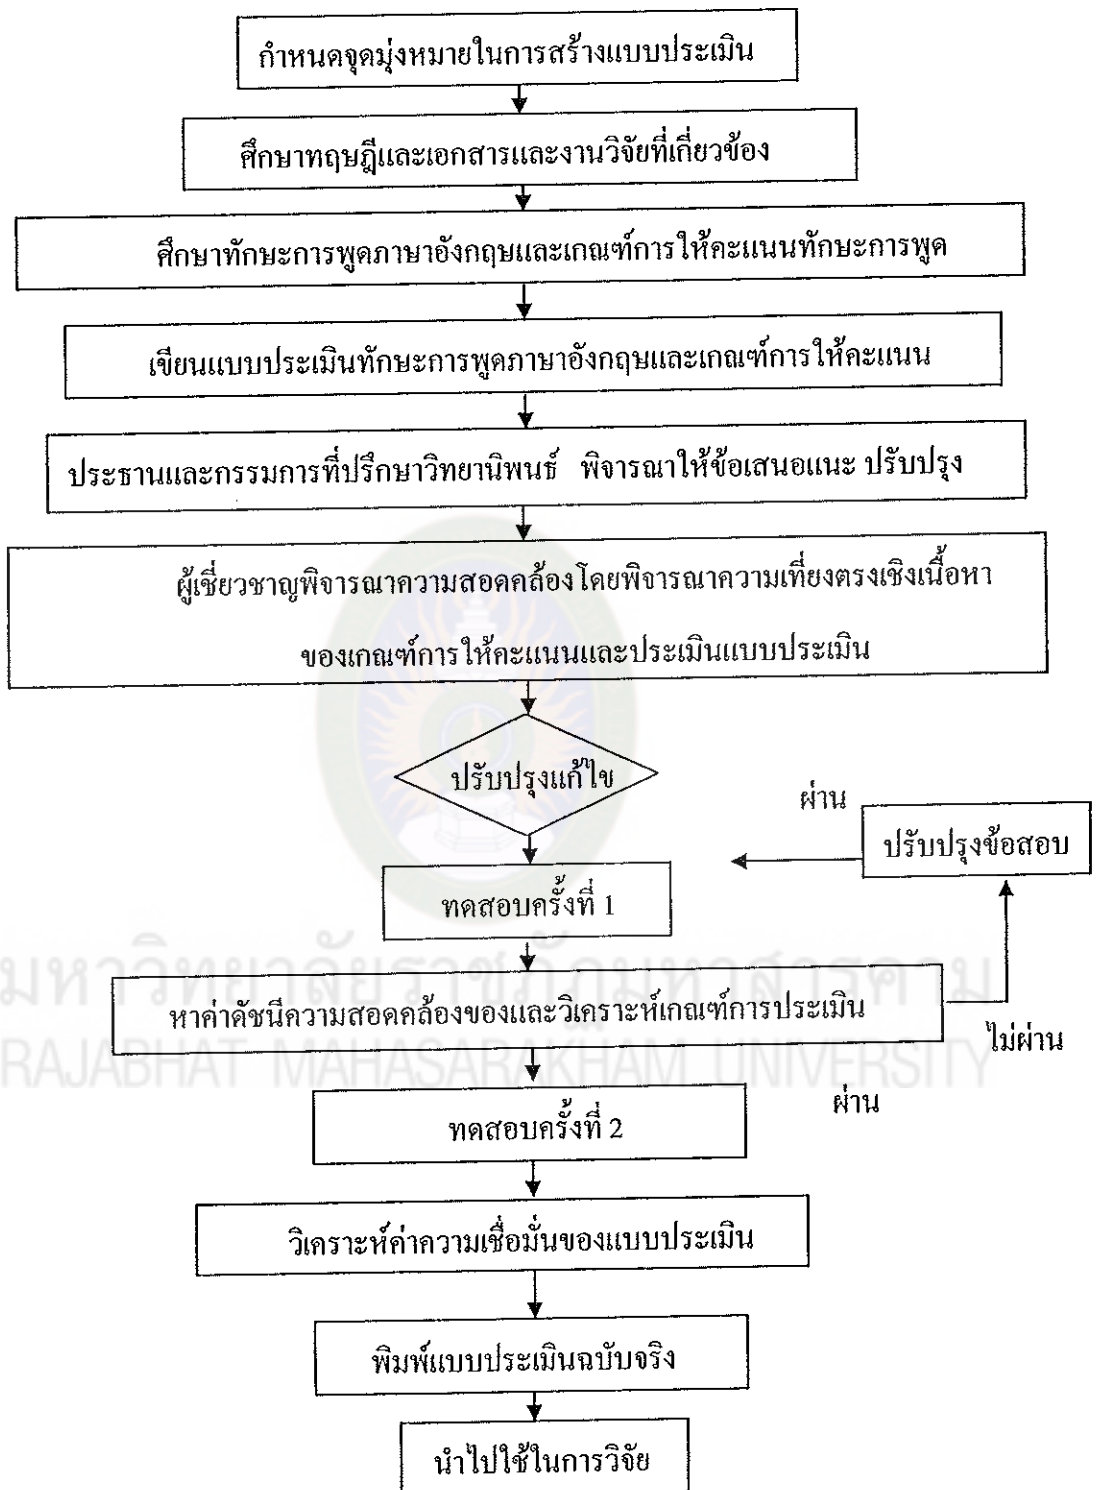 กำหนดจุดมุ่งหมายในการสร้างแบบประเมิน
ศึกษาทฤษฎีและเอกสารและงานวิจัยที่เกี่ยวข้อง
ศึกษาทักษะการพูดภาษาอังกฤษและเกณฑ์การให้คะแนนทักษะการพูด
เขียนแบบประเมินทักษะการพูดภาษาอังกฤษและเกณฑ์การให้คะแนน
ประธานและกรรมการที่ปรึกษาวิทยานิพนธ์ พิจารณาให้ข้อเสนอแนะ ปรับปรุง
ผู้เชี่ยวชาญพิจารณาความสอดคล้องโดยพิจารณาความเที่ยงตรงเชิงเนื้อหา
ของเกณฑ์การให้คะแนนและประเมินแบบประเมิน
ปรับปรุงแก้ไข
ผ่าน
ปรับปรุงข้อสอบ
ทดสอบครั้งที่ 1
มหาวิทยาลัยราชภัฏมหาสารคาม
หาค่าดัชนีความสอดคล้องของและวิเคราะห์เกณฑ์การประเมิน
ไม่ผ่าน
RAJABHAT MAHASARAKHAM UNIVERSITY
ผ่าน
ทดสอบครั้งที่ 2
วิเคราะห์ค่าความเชื่อมั่นของแบบประเมิน
พิมพ์แบบประเมินฉบับจริง
นำไปใช้ในการวิจัย